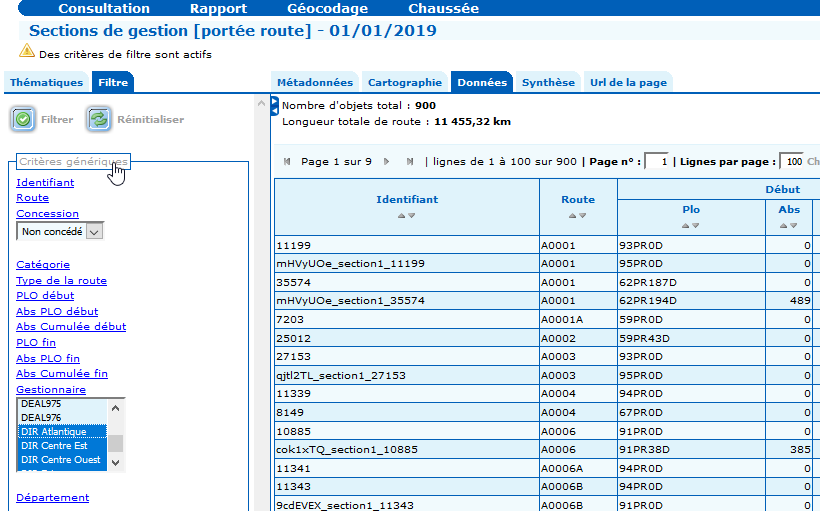 Consultation Rapport Géocodage Chaussée
Sections de gestion [portée route] - 01/01/2019
Des critères de filtre sont actifs
Thématiques Filtre
Filtrer Réinitialiser
Critères génériques
Identifiant
Route
Concession
Non concédé
Catégorie
Type de la route
PLO début
Abs PLO début
Abs Cumulée début
PLO fin
Abs PLO fin
Abs Cumulée fin
Gestionnaire
DEAL975
DEAL976
DIR Atlantique
DIR Centre Est
DIR Centre Ouest
Département
Métadonnées Cartographie Données Synthèse Url de la page
Nombre d'objets total : 900
Longueur totale de route : 11 455,32 km
Page 1 sur 9 | lignes de 1 à 100 sur 900 | Page n° : 1 | Lignes par page : 100 Ch
Identifiant Route Début
Plo Abs
11199 A0001 93PR0D 0
mHVyUOe_section1_11199 A0001 95PR0D 0
35574 A0001 62PR187D 0
mHVyUOe_section1_35574 A0001 62PR194D 489
7203 A0001A 59PR0D 0
25012 A0002 59PR43D 0
27153 A0003 93PR0D 0
qjtl2TL_section1_27153 A0003 95PR0D 0
11339 A0004 94PR0D 0
8149 A0004 67PR0D 0
10885 A0006 91PR0D 0
cok1xTQ_section1_10885 A0006 91PR38D 385
11341 A0006A 94PR0D 0
11343 A0006B 94PR0D 0
9cdEVEX_section1_11343 A0006B 91PR0D 0